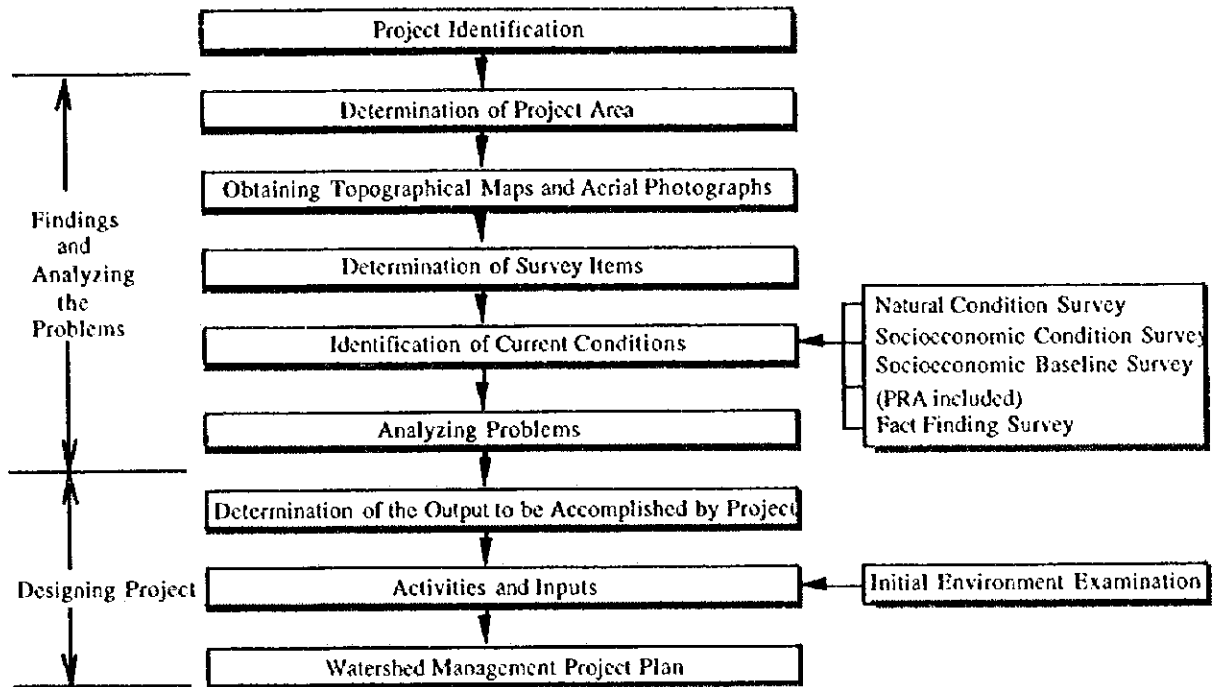 Project Identification
Determination of Project Area
Obtaining Topographical Maps and Aerial Photographs
Determination of Survey Items
Identification of Current Conditions
Analyzing Problems
Determination of the Output to be Accomplished by Project
Activities and Inputs
Watershed Management Project Plan
Findings
and
Analyzing
the
Problems
Designing Project
Natural Condition Survey
Socioeconomic Condition Survey
Socioeconomic Baseline Survey
(PRA included)
Fact Finding Survey
Initial Environment Examination